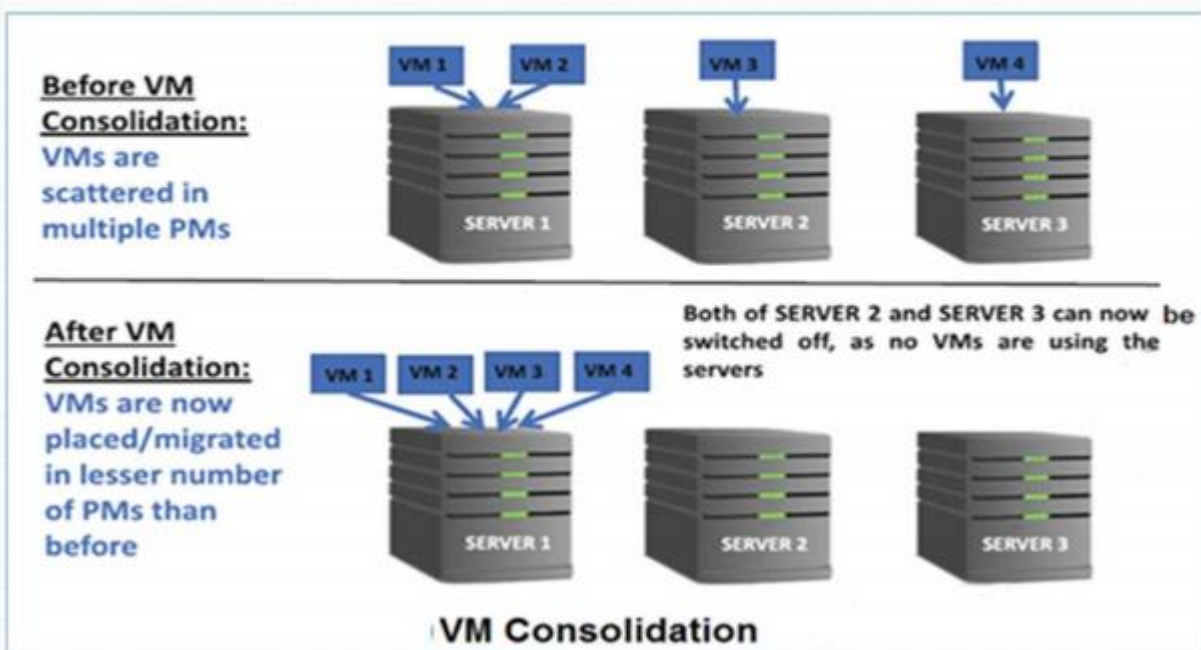 VM 1
VM 2
VM 3
VM 4
Before VM
Consolidation:
VMs are
scattered in
multiple PMs
SERVER 1
SERVER 2
SERVER 3
Both of SERVER 2 and SERVER 3 can now be
switched off, as no VMs are using the
servers
After VM
Consolidation:
VMs are now
placed/migrated
in lesser number
of PMs than
before
VM 1
VM 2
VM 3
VM 4
SERVER 1
SERVER 2
SERVER 3
VM Consolidation